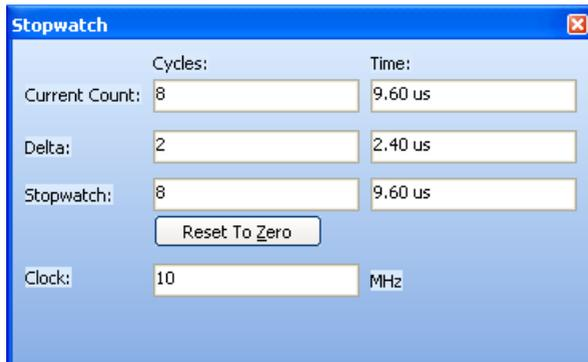 Stopwatch
Cycles: Time:
Current Count: 8 9.60 us
Delta: 2 2.40 us
Stopwatch: 8 9.60 us
Reset To Zero
Clock: 10 MHz